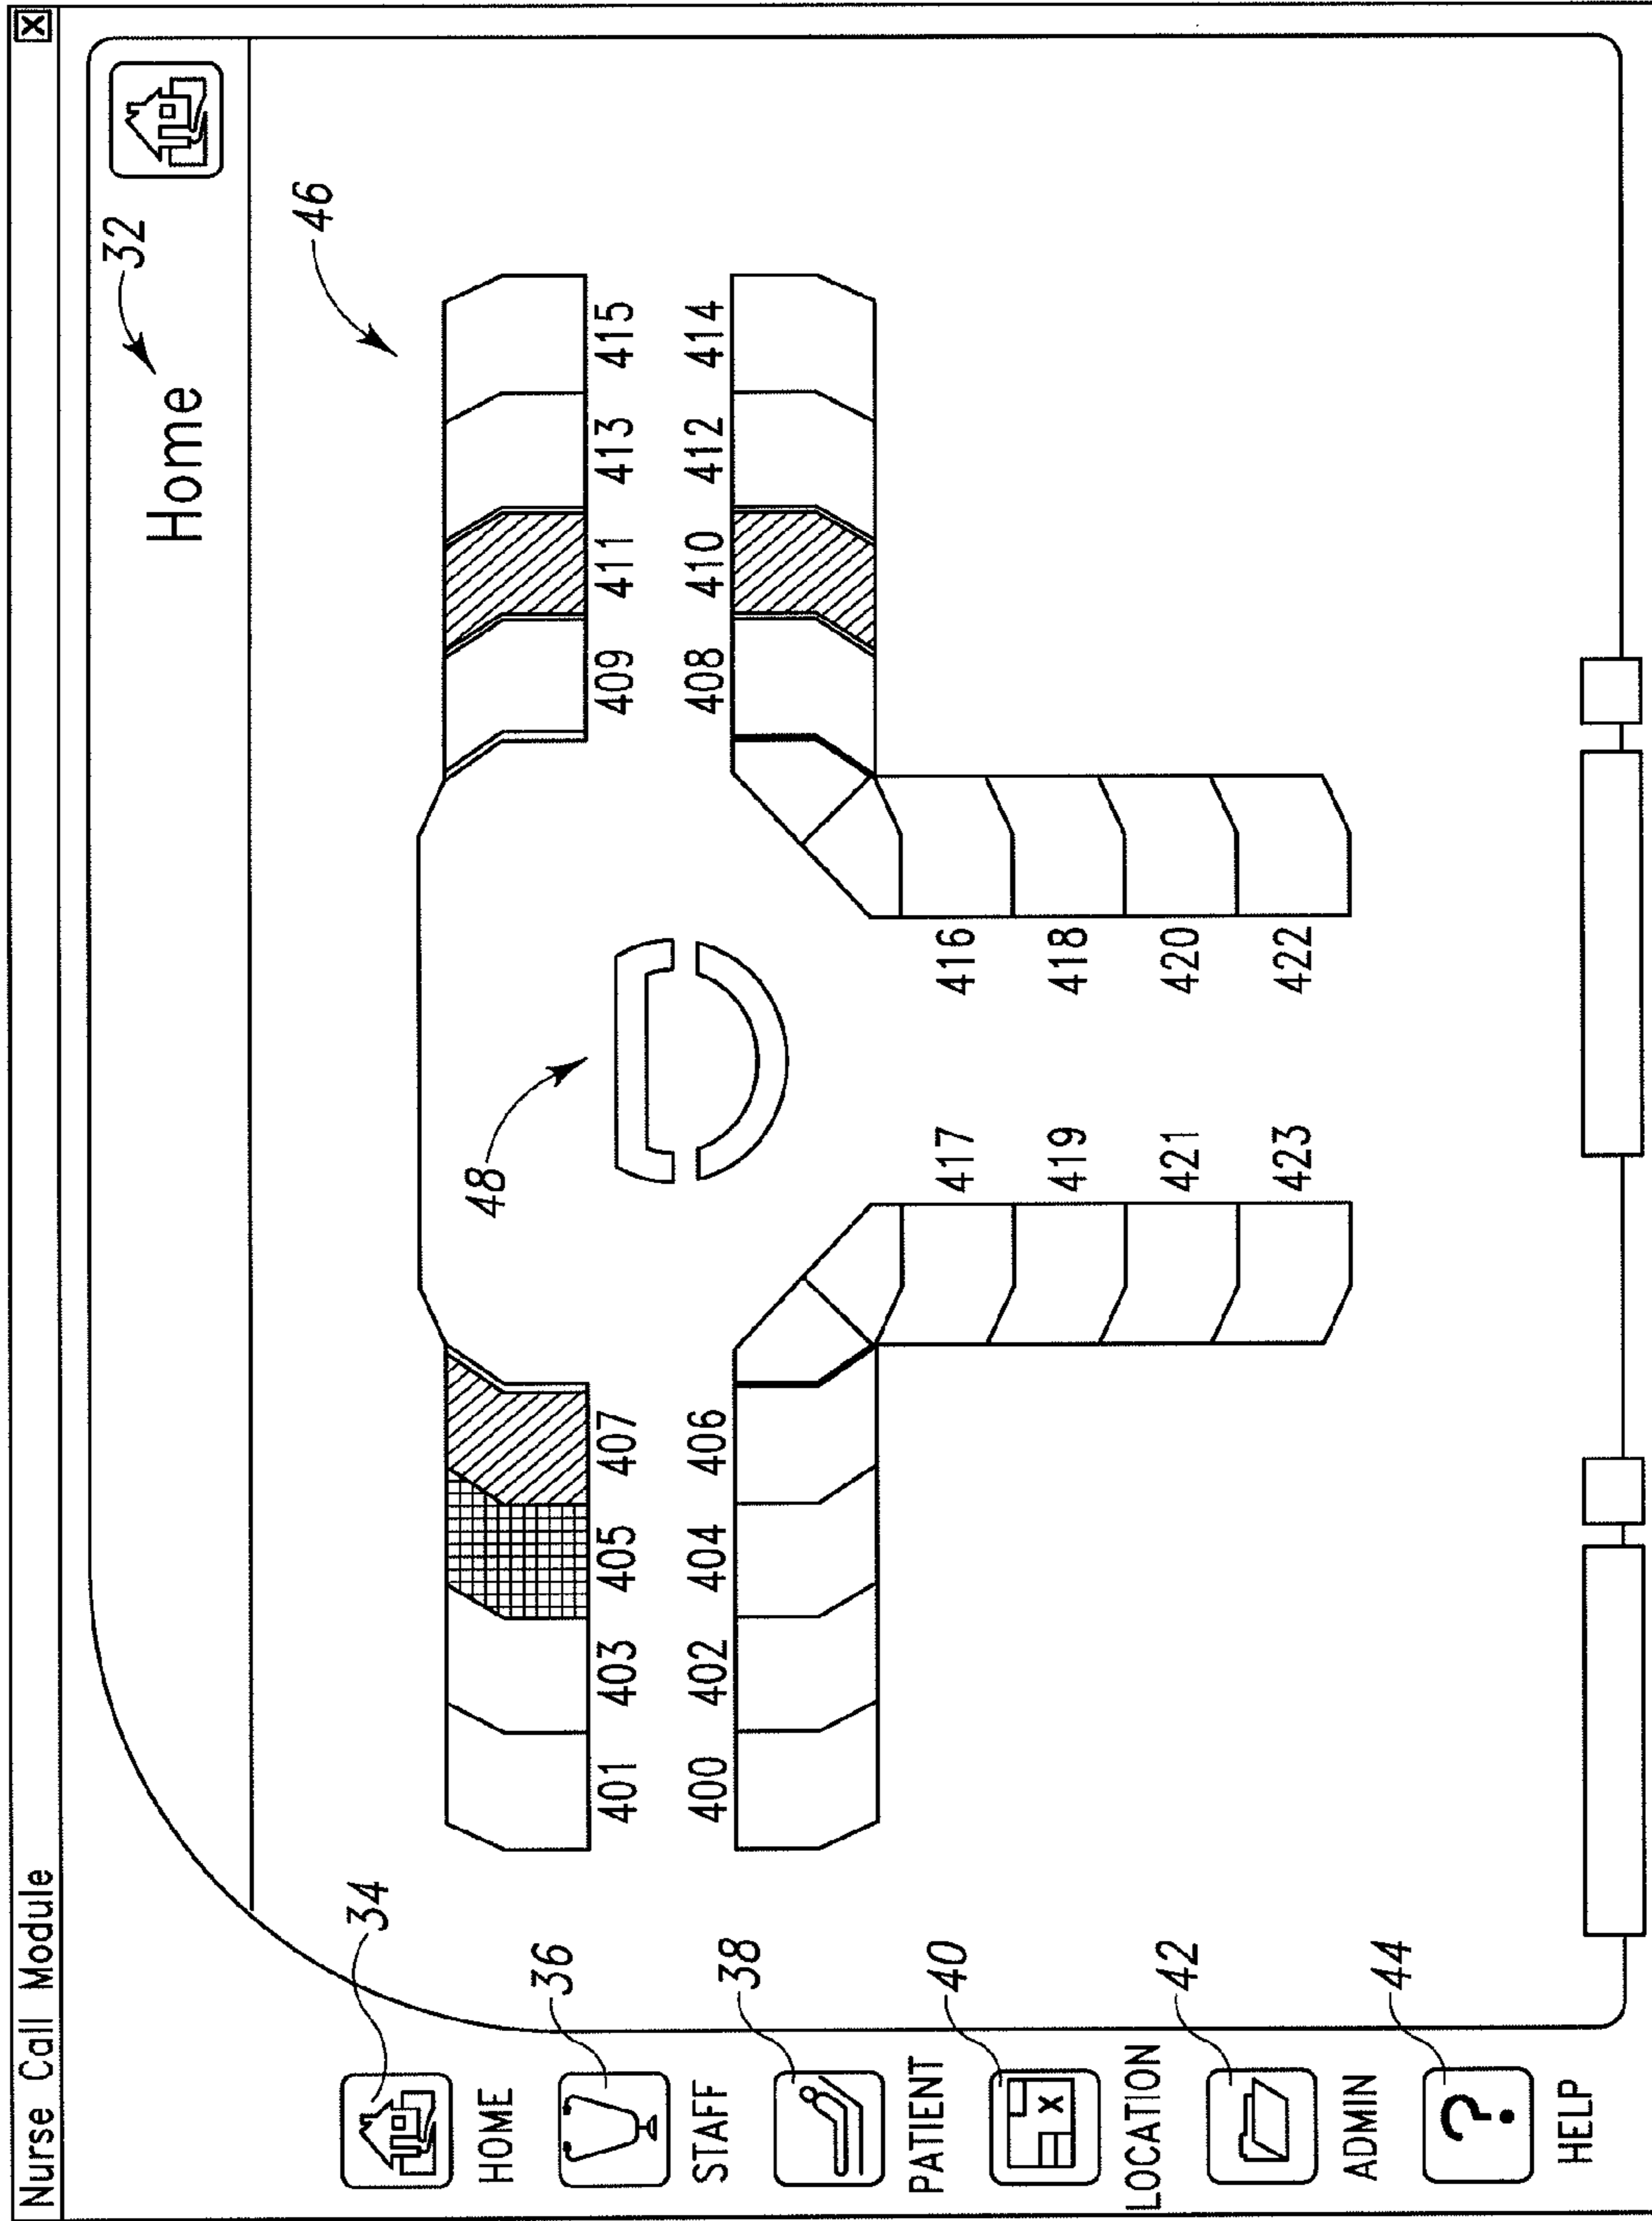 Nurse Call Module X
Home 32
34
HOME
36
STAFF
38
PATIENT
40
X
LOCATION
42
ADMIN
44
?
HELP
46
48
401 403 405 407 409 411 413 415
400 402 404 406 408 410 412 414
417 416
419 418
421 420
423 422